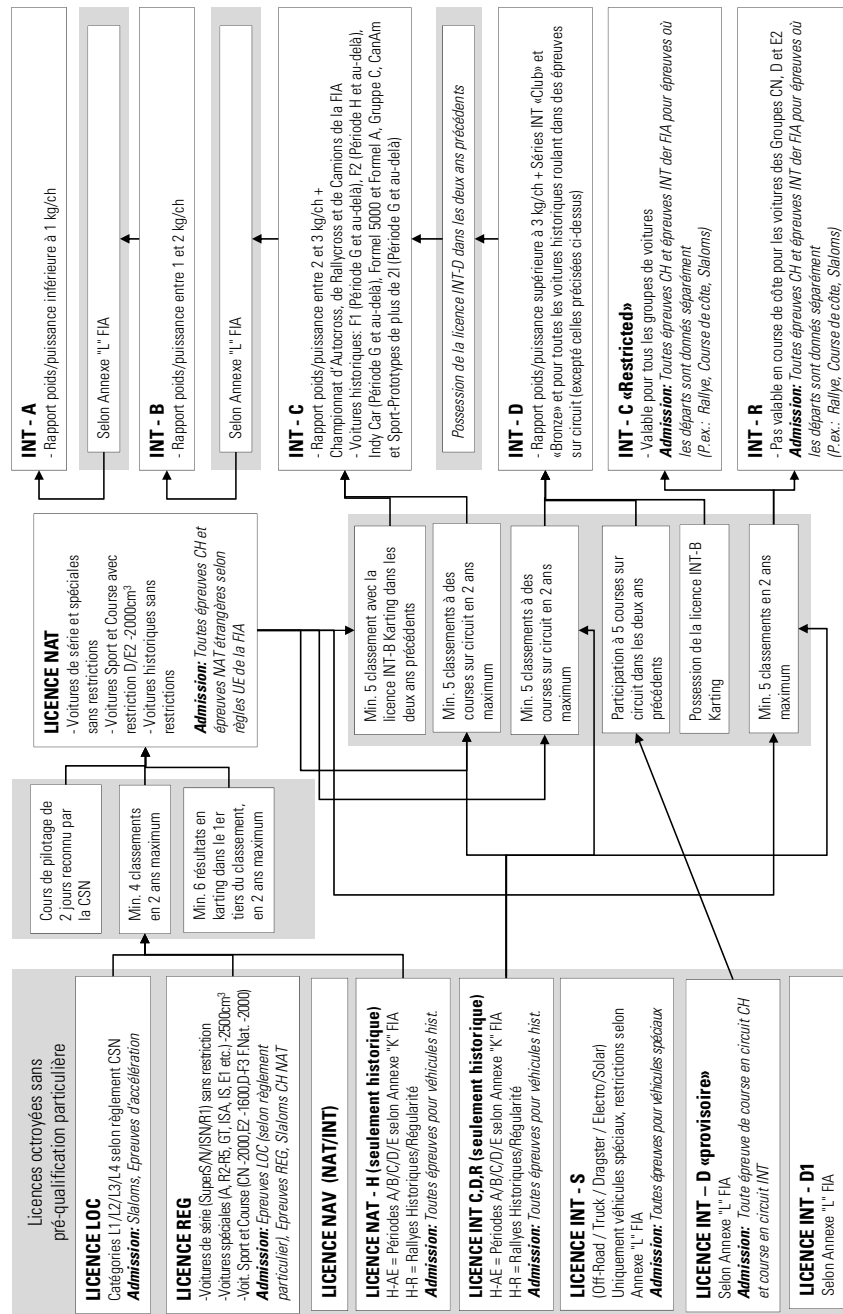 Licences octroyées sans
pré-qualification particulière
LICENCE LOC
Catégories L1/L2/L3/L4 selon règlement CSN
Admission: Slaloms, Epreuves d'accélération
LICENCE REG
-Voitures de série (SuperS/N/ISN/R1) sans restriction
-Voitures spéciales (A, R2-R5, GT, ISA, IS, E1 etc.) -2500cm³
-Voit. Sport et Course (CN -2000,E2 -1600,D-F3 F.Nat. -2000)
Admission: Epreuves LOC (selon règlement
particulier), Epreuves REG, Slaloms CH NAT
LICENCE NAV (NAT/INT)
LICENCE NAT - H (seulement historique)
H-AE = Périodes A/B/C/D/E selon Annexe "K" FIA
H-R = Rallyes Historiques/Régularité
Admission: Toutes épreuves pour véhicules hist.
LICENCE INT C,D,R (seulement historique)
H-AE = Périodes A/B/C/D/E selon Annexe "K" FIA
H-R = Rallyes Historiques/Régularité
Admission: Toutes épreuves pour véhicules hist.
LICENCE INT - S
(Off-Road / Truck / Dragster / Electro/Solar)
Uniquement véhicules spéciaux, restrictions selon
Annexe "L" FIA
Admission: Toutes épreuves pour véhicules spéciaux
LICENCE INT – D «provisoire»
Selon Annexe "L" FIA
Admission: Toute épreuve de course en circuit CH
et course en circuit INT
LICENCE INT - D1
Selon Annexe "L" FIA
Cours de pilotage de
2 jours reconnu par
la CSN
Min. 4 classements
en 2 ans maximum
Min. 6 résultats en
karting dans le 1er
tiers du classement,
en 2 ans maximum
LICENCE NAT
- Voitures de série et spéciales
sans restrictions
- Voitures Sport et Course avec
restriction D/E2 -2000cm³
- Voitures historiques sans
restrictions
Admission: Toutes épreuves CH et
épreuves NAT étrangères selon
règles UE de la FIA
Min. 5 classement avec la
licence INT-B Karting dans les
deux ans précédents
Min. 5 classements à des
courses sur circuit en 2 ans
maximum
Min. 5 classements à des
courses sur circuit en 2 ans
maximum
Participation à 5 courses sur
circuit dans les deux ans
précédents
Possession de la licence INT-B
Karting
Min. 5 classements en 2 ans
maximum
INT - A
- Rapport poids/puissance inférieure à 1 kg/ch
Selon Annexe "L" FIA
INT - B
- Rapport poids/puissance entre 1 et 2 kg/ch
Selon Annexe "L" FIA
INT - C
- Rapport poids/puissance entre 2 et 3 kg/ch +
Championnat d'Autocross, de Rallycross et de Camions de la FIA
- Voitures historiques: F1 (Période G et au-delà), F2 (Période H et au-delà),
Indy Car (Période G et au-delà), Formel 5000 et Formel A, Gruppe C, CanAm
et Sport-Prototypes de plus de 2l (Période G et au-delà)
Possession de la licence INT-D dans les deux ans précédents
INT - D
- Rapport poids/puissance supérieure à 3 kg/ch + Séries INT «Club» et
«Bronze» et pour toutes les voitures historiques roulant dans des épreuves
sur circuit (excepté celles précisées ci-dessus)
INT - C «Restricted»
- Valable pour tous les groupes de voitures
Admission: Toutes épreuves CH et épreuves INT der FIA pour épreuves où
les départs sont donnés séparément
(P.ex.: Rallye, Course de côte, Slaloms)
INT - R
- Pas valable en course de côte pour les voitures des Groupes CN, D et E2
Admission: Toutes épreuves CH et épreuves INT der FIA pour épreuves où
les départs sont donnés séparément
(P.ex.: Rallye, Course de côte, Slaloms)